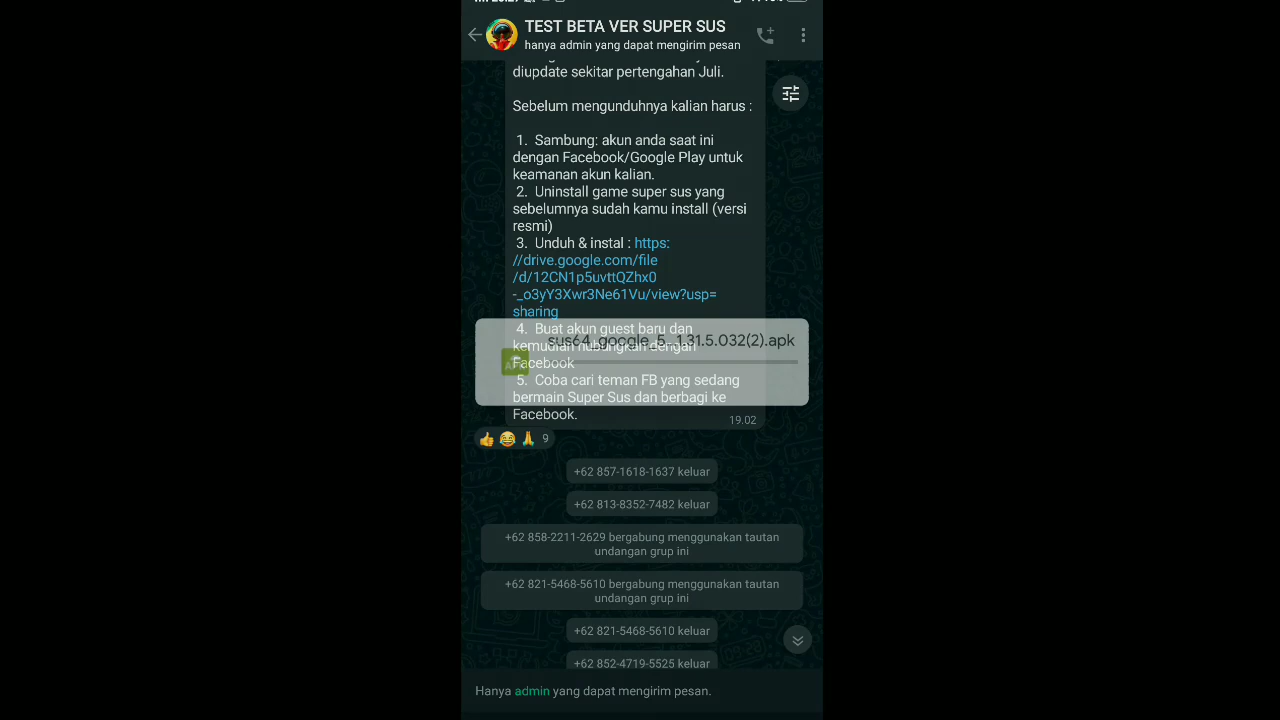 TEST BETA VER SUPER SUS
hanya admin yang dapat mengirim pesan
diupdate sekitar pertengahan Juli.
Sebelum mengunduhnya kalian harus :
1. Sambung: akun anda saat ini
dengan Facebook/Google Play untuk
keamanan akun kalian.
2. Uninstall game super sus yang
sebelumnya sudah kamu install (versi
resmi)
3. Unduh & instal : https:
//drive.google.com/file
/d/12CN1p5uvttQZhx0
-_o3yY3Xwr3Ne61Vu/view?usp=
sharing
4. Buat akun guest baru dan
kemudian hubungkan dengan
Facebook
sus64_google_5_1.31.5.032(2).apk
5. Coba cari teman FB yang sedang
bermain Super Sus dan berbagi ke
Facebook.
19.02
9
+62 857-1618-1637 keluar
+62 813-8352-7482 keluar
+62 858-2211-2629 bergabung menggunakan tautan
undangan grup ini
+62 821-5468-5610 bergabung menggunakan tautan
undangan grup ini
+62 821-5468-5610 keluar
+62 852-4719-5525 keluar
Hanya admin yang dapat mengirim pesan.